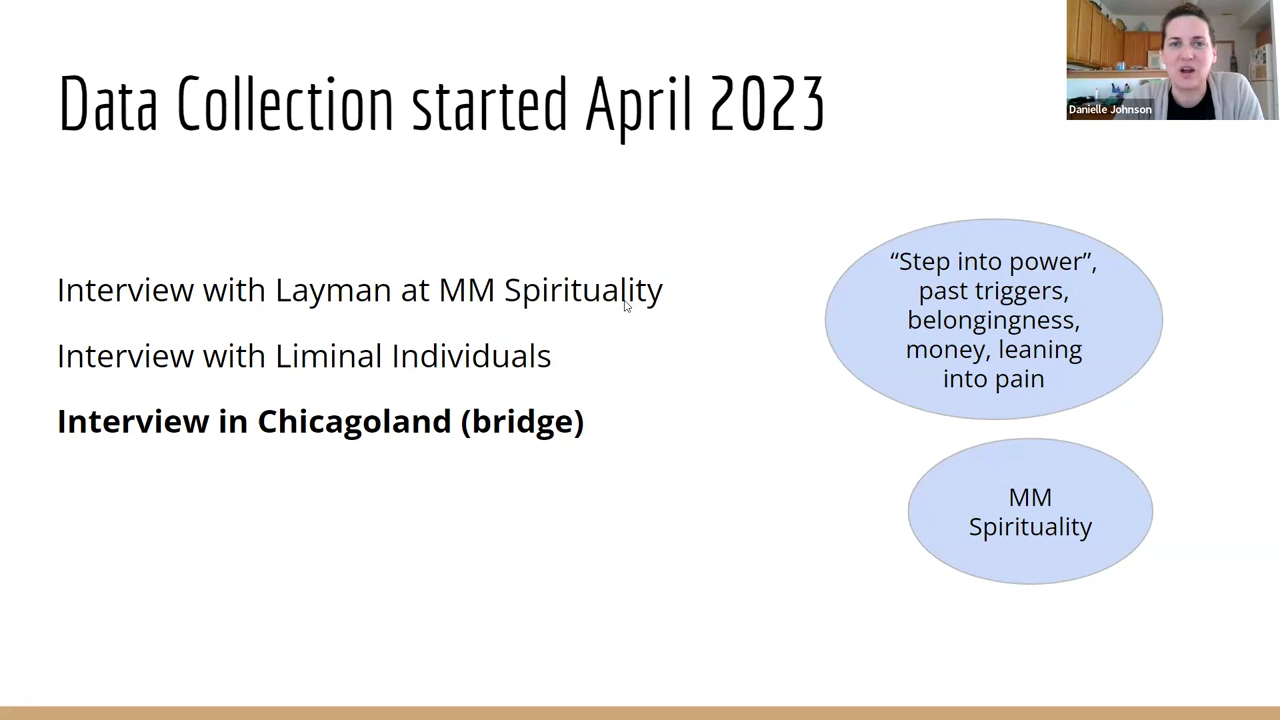 Data Collection started April 2023
Danielle Johnson
Interview with Layman at MM Spirituality
Interview with Liminal Individuals
Interview in Chicagoland (bridge)
“Step into power”,
past triggers,
belongingness,
money, leaning
into pain
MM
Spirituality